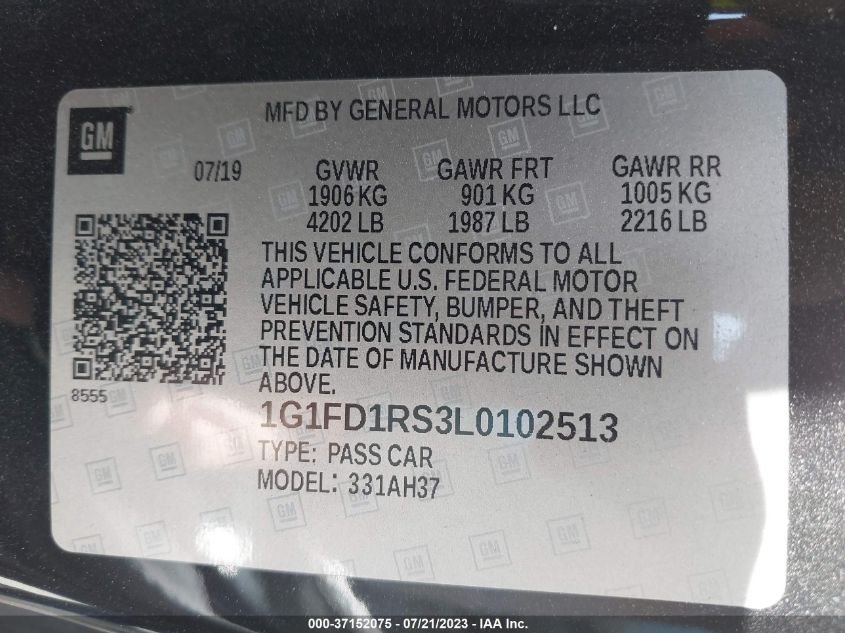 MFD BY GENERAL MOTORS LLC
GM
07/19 GVWR GAWR FRT GAWR RR
1906 KG 901 KG 1005 KG
4202 LB 1987 LB 2216 LB
THIS VEHICLE CONFORMS TO ALL
APPLICABLE U.S. FEDERAL MOTOR
VEHICLE SAFETY, BUMPER, AND THEFT
PREVENTION STANDARDS IN EFFECT ON
THE DATE OF MANUFACTURE SHOWN
ABOVE.
8555
1G1FD1RS3L0102513
TYPE: PASS CAR
MODEL: 331AH37
000-37152075 - 07/21/2023 - IAA Inc.